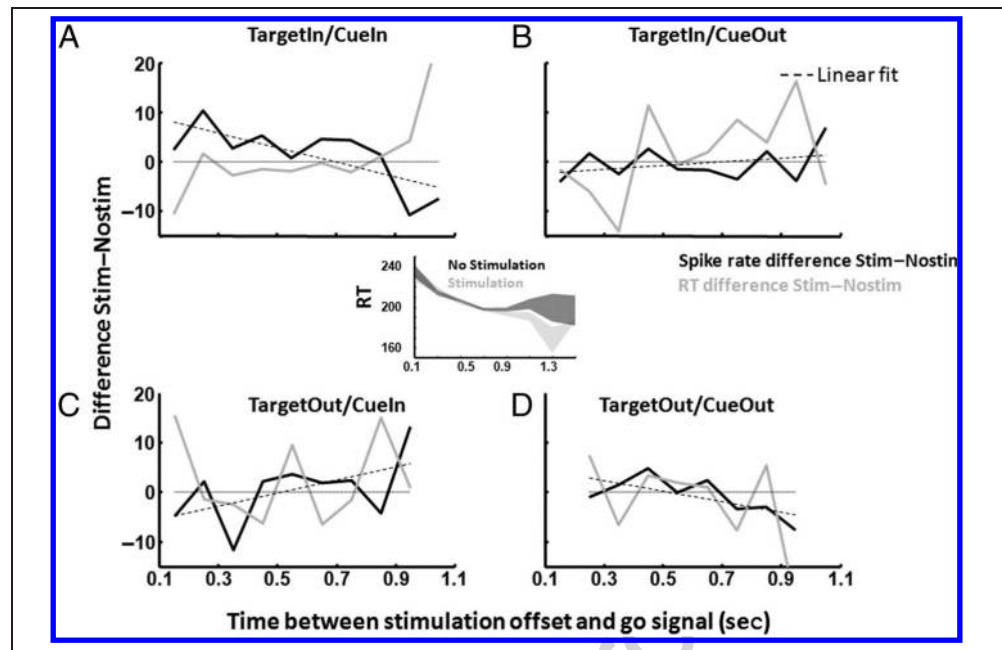 A TargetIn/CueIn
B TargetIn/CueOut
Linear fit
20
10
0
−10
Difference Stim−Nostim
Spike rate difference Stim−Nostin
RT difference Stim−Nostim
No Stimulation
Stimulation
RT
240
200
160
0.1 0.5 0.9 1.3
C TargetOut/CueIn
D TargetOut/CueOut
20
10
0
−10
0.1 0.3 0.5 0.7 0.9 1.1
0.1 0.3 0.5 0.7 0.9 1.1
Time between stimulation offset and go signal (sec)